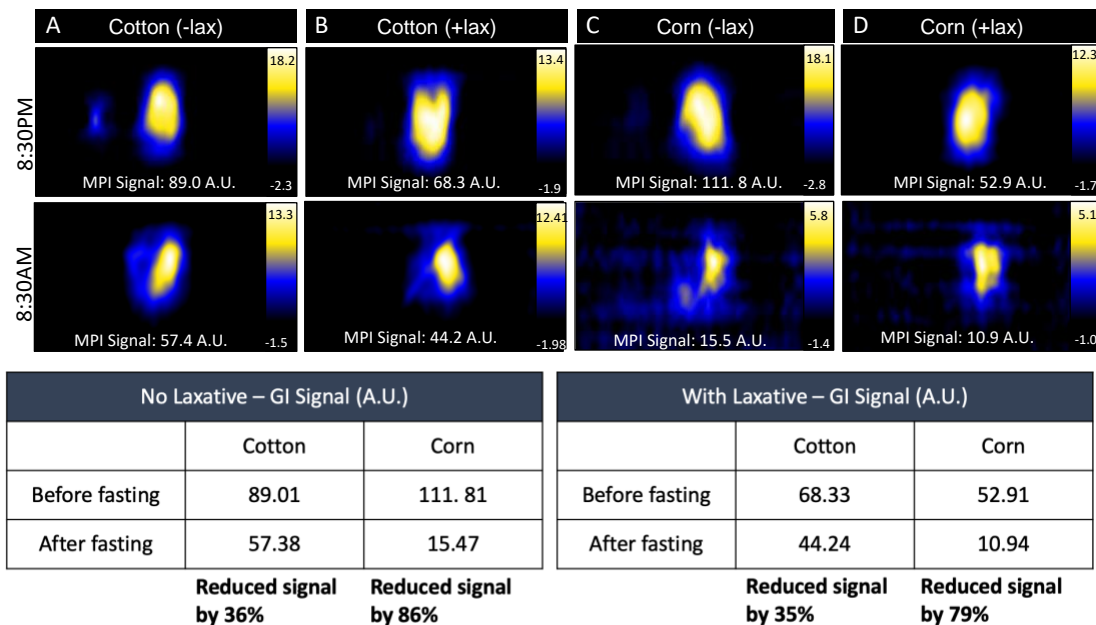 A Cotton (-lax)
B Cotton (+lax)
C Corn (-lax)
D Corn (+lax)
8:30PM
18.2
MPI Signal: 89.0 A.U.
-2.3
13.4
MPI Signal: 68.3 A.U.
-1.9
18.1
MPI Signal: 111. 8 A.U.
-2.8
12.3
MPI Signal: 52.9 A.U.
-1.7
8:30AM
13.3
MPI Signal: 57.4 A.U.
-1.5
12.41
MPI Signal: 44.2 A.U.
-1.98
5.8
MPI Signal: 15.5 A.U.
-1.4
5.1
MPI Signal: 10.9 A.U.
-1.0
No Laxative – GI Signal (A.U.)
Cotton Corn
Before fasting 89.01 111. 81
After fasting 57.38 15.47
Reduced signal
by 36%
Reduced signal
by 86%
With Laxative – GI Signal (A.U.)
Cotton Corn
Before fasting 68.33 52.91
After fasting 44.24 10.94
Reduced signal
by 35%
Reduced signal
by 79%